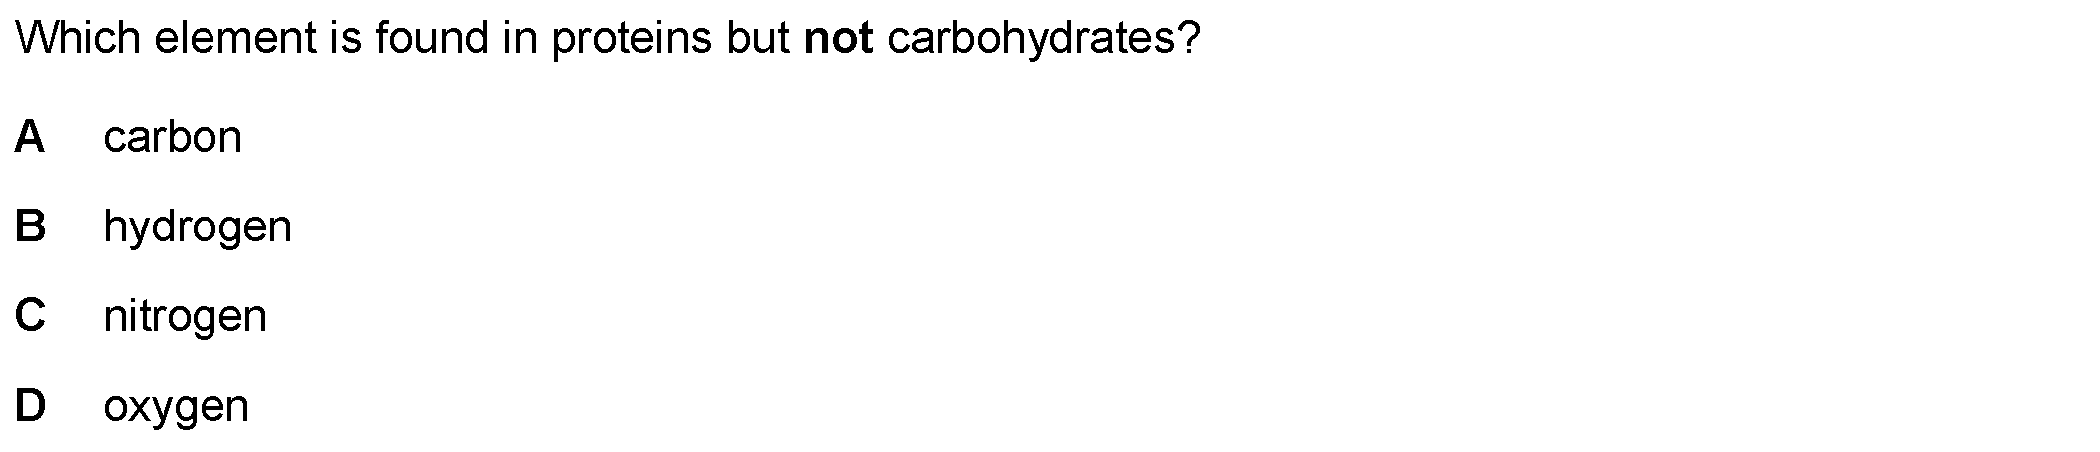 Which element is found in proteins but not carbohydrates?
A carbon
B hydrogen
C nitrogen
D oxygen